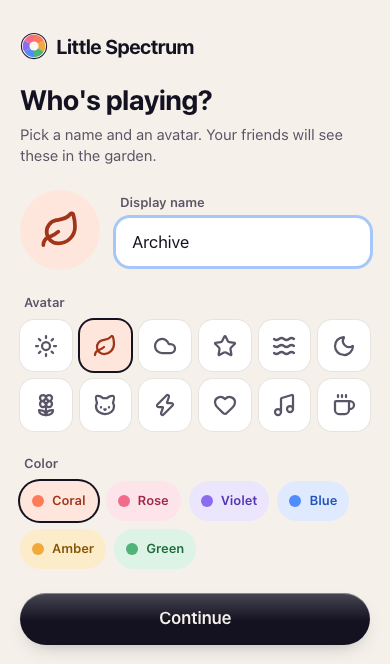 Little Spectrum
Who's playing?
Pick a name and an avatar. Your friends will see
these in the garden.
Display name
Archive
Avatar
Color
Coral
Rose
Violet
Blue
Amber
Green
Continue